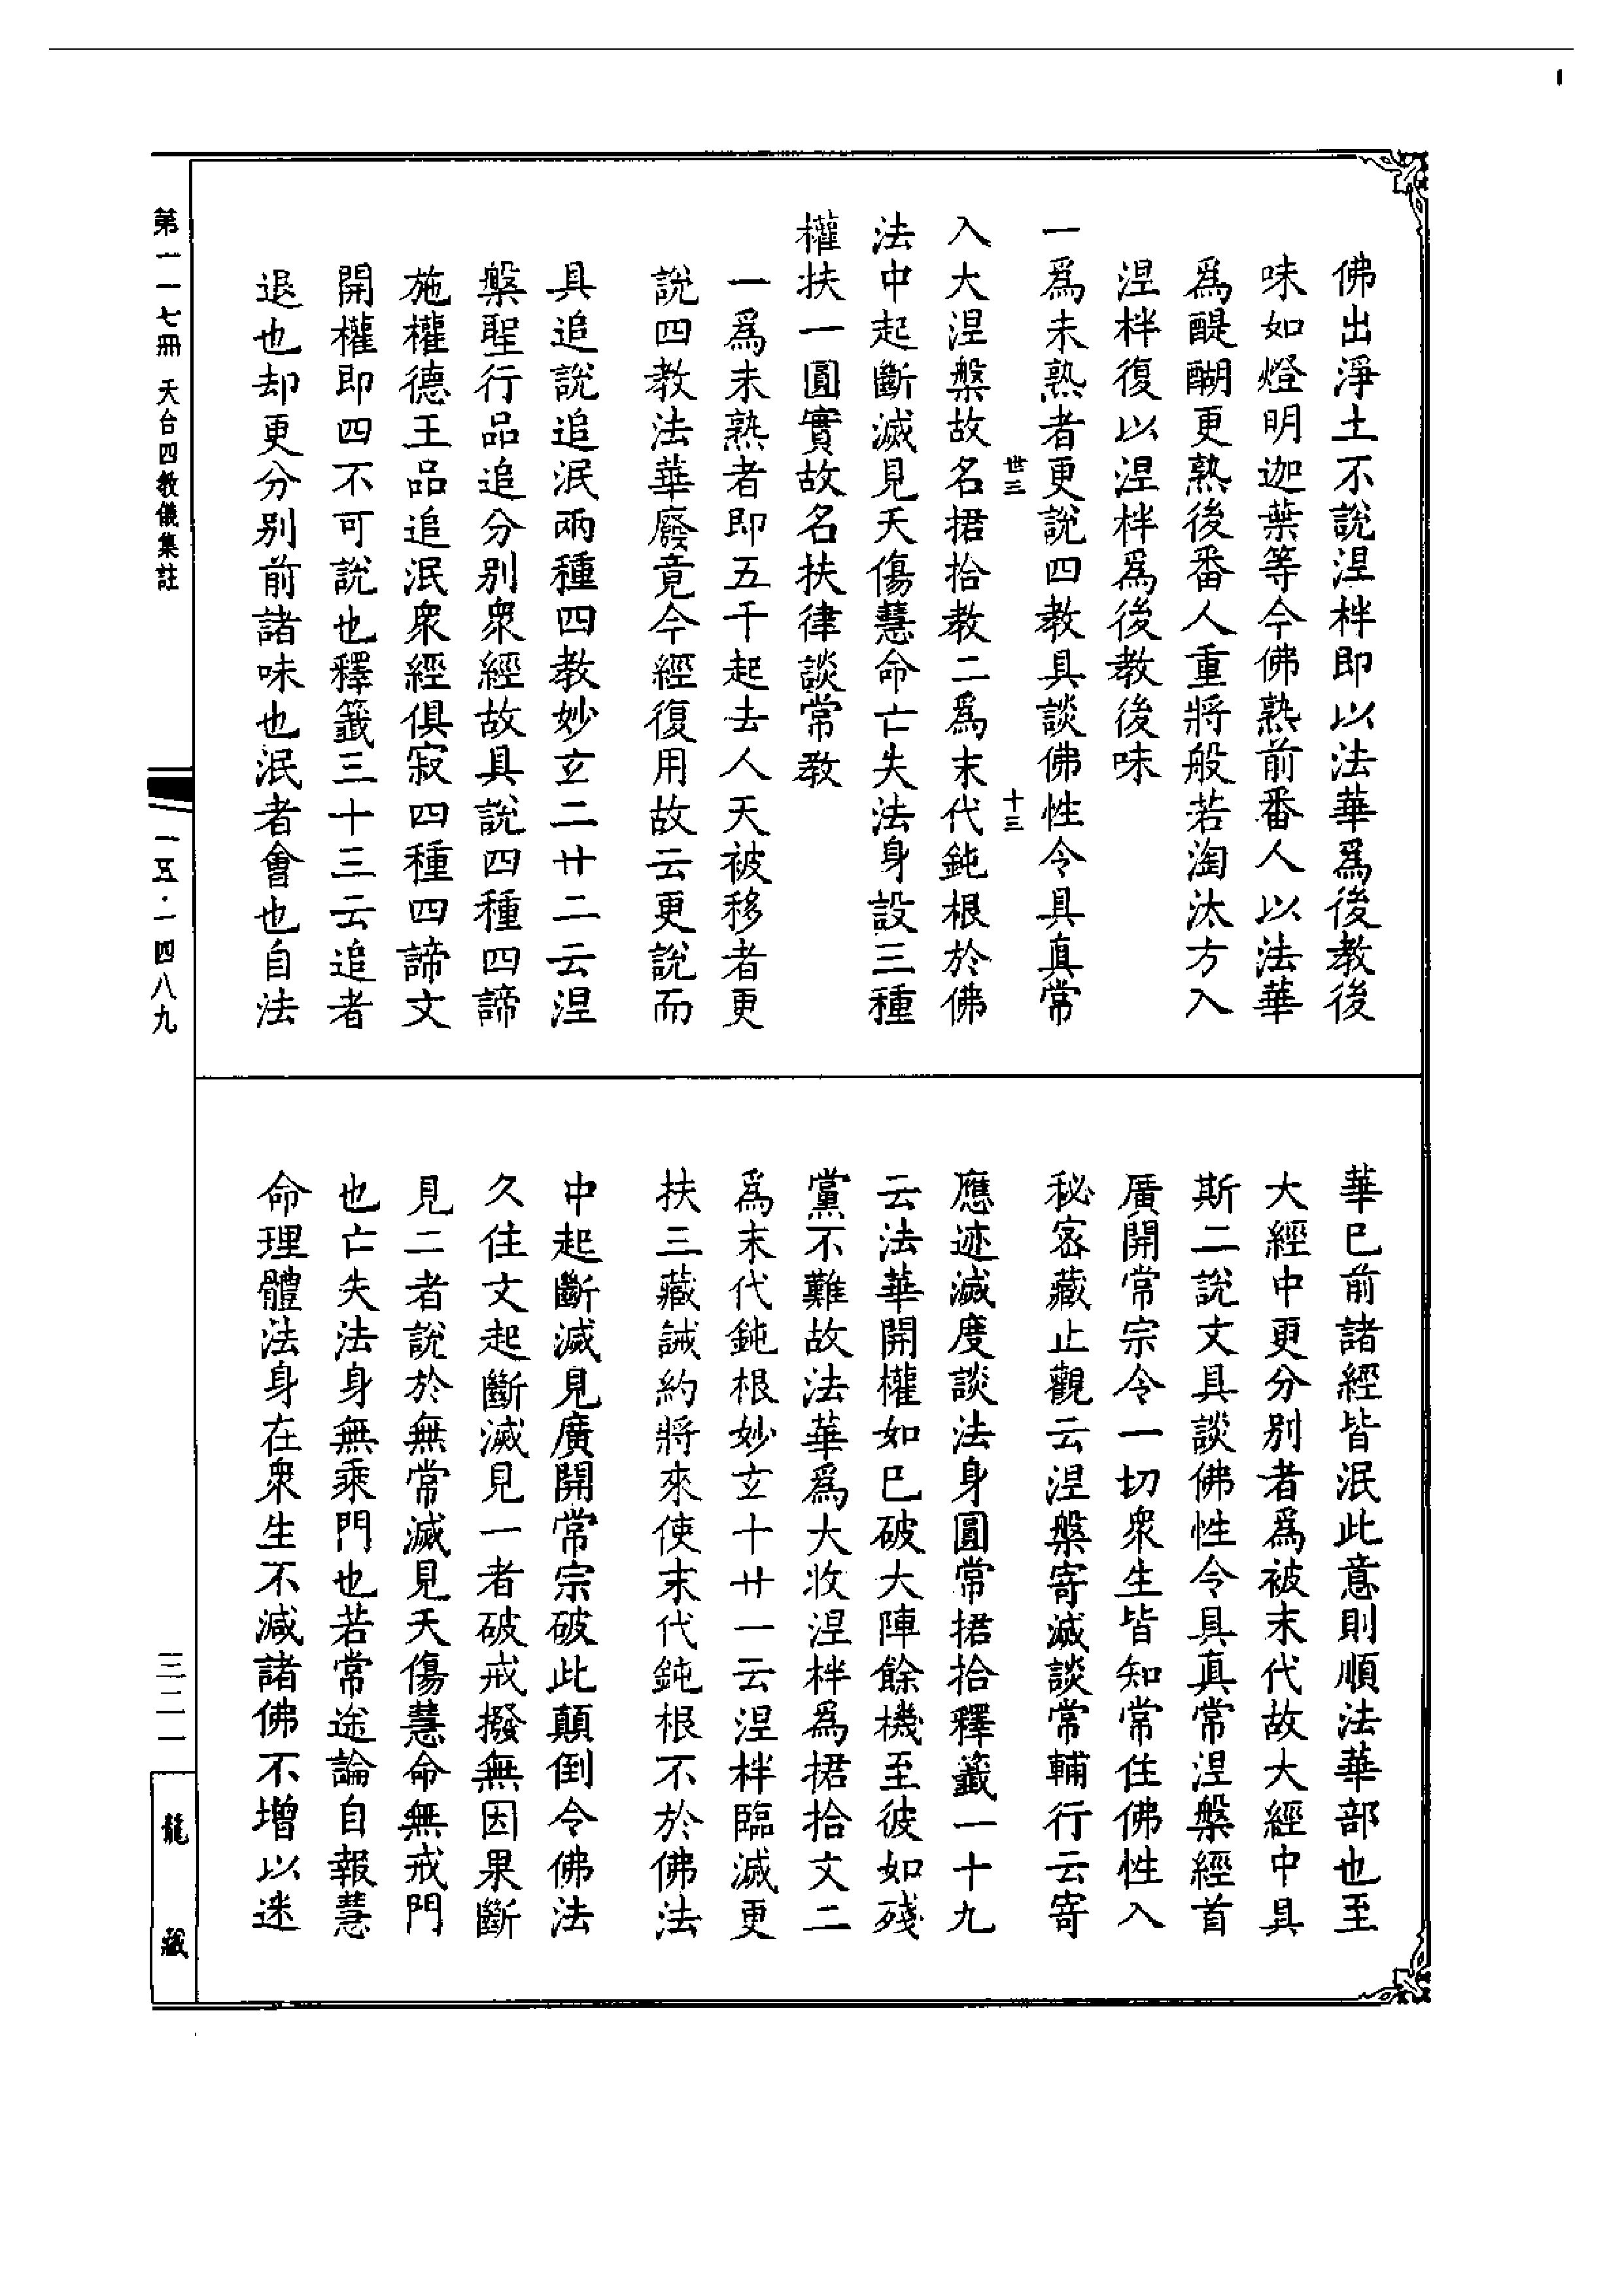 佛出淨土不說涅柈即以法華爲後教後
味如燈明迦葉等今佛熟前番人以法華
爲醍醐更熟後番人重將般若淘汰方入
涅柈復以涅柈爲後教後味
一爲未熟者更說四教具談佛性令具真常
世三 十三
入大涅槃故名捃拾教二爲末代鈍根於佛
法中起斷滅見夭傷慧命亡失法身設三種
權扶一圓實故名扶律談常教
一爲未熟者即五千起去人天被移者更
說四教法華廢竟今經復用故云更說而
具追說追泯兩種四教妙玄二廿二云涅
槃聖行品追分別衆經故具說四種四諦
施權德王品追泯衆經俱寂四種四諦文
開權即四不可說也釋籤三十三云追者
退也却更分別前諸味也泯者會也自法
華已前諸經皆泯此意則順法華部也至
大經中更分別者爲被末代故大經中具
斯二說文具談佛性令具真常涅槃經首
廣開常宗令一切衆生皆知常住佛性入
秘密藏止觀云涅槃寄滅談常輔行云寄
應迹滅度談法身圓常捃拾釋籤一十九
云法華開權如已破大陣餘機至彼如殘
黨不難故法華爲大收涅柈爲捃拾文二
爲末代鈍根妙玄十廿一云涅柈臨滅更
扶三藏誡約將來使末代鈍根不於佛法
中起斷滅見廣開常宗破此顛倒令佛法
久住文起斷滅見一者破戒撥無因果斷
見二者說於無常滅見夭傷慧命無戒門
也亡失法身無乘門也若常途論自報慧
命理體法身在衆生不減諸佛不增以迷
第一一七冊 天台四教儀集註
一五·一四八九
三二一
龍藏